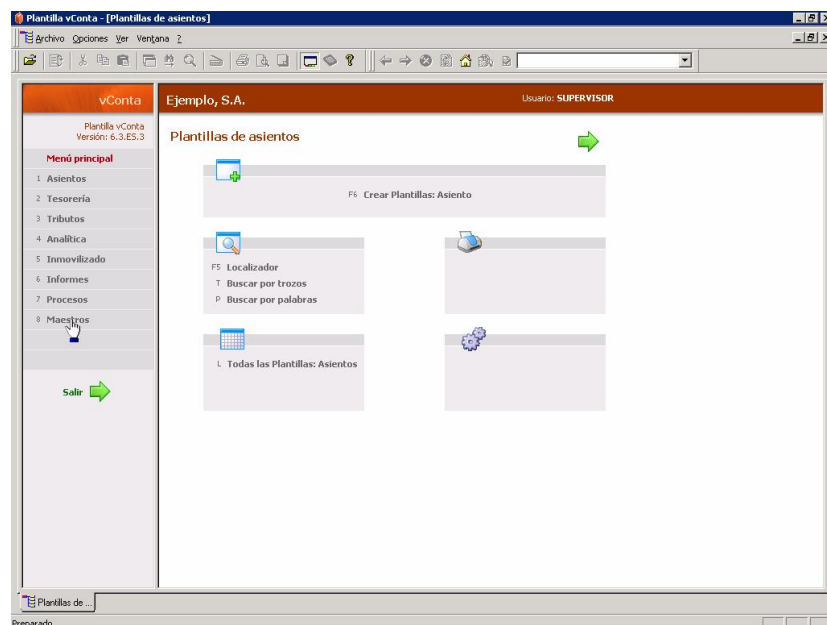 Plantilla vConta - [Plantillas de asientos]
Archivo Opciones Ver Ventana ?
vConta
Plantilla vConta
Versión: 6.3.ES.3
Menú principal
1 Asientos
2 Tesorería
3 Tributos
4 Analítica
5 Inmovilizado
6 Informes
7 Procesos
8 Maestros
Salir
Ejemplo, S.A.
Usuario: SUPERVISOR
Plantillas de asientos
F6 Crear Plantillas: Asiento
F5 Localizador
T Buscar por trozos
P Buscar por palabras
L Todas las Plantillas: Asientos
Plantillas de ...
Preparado